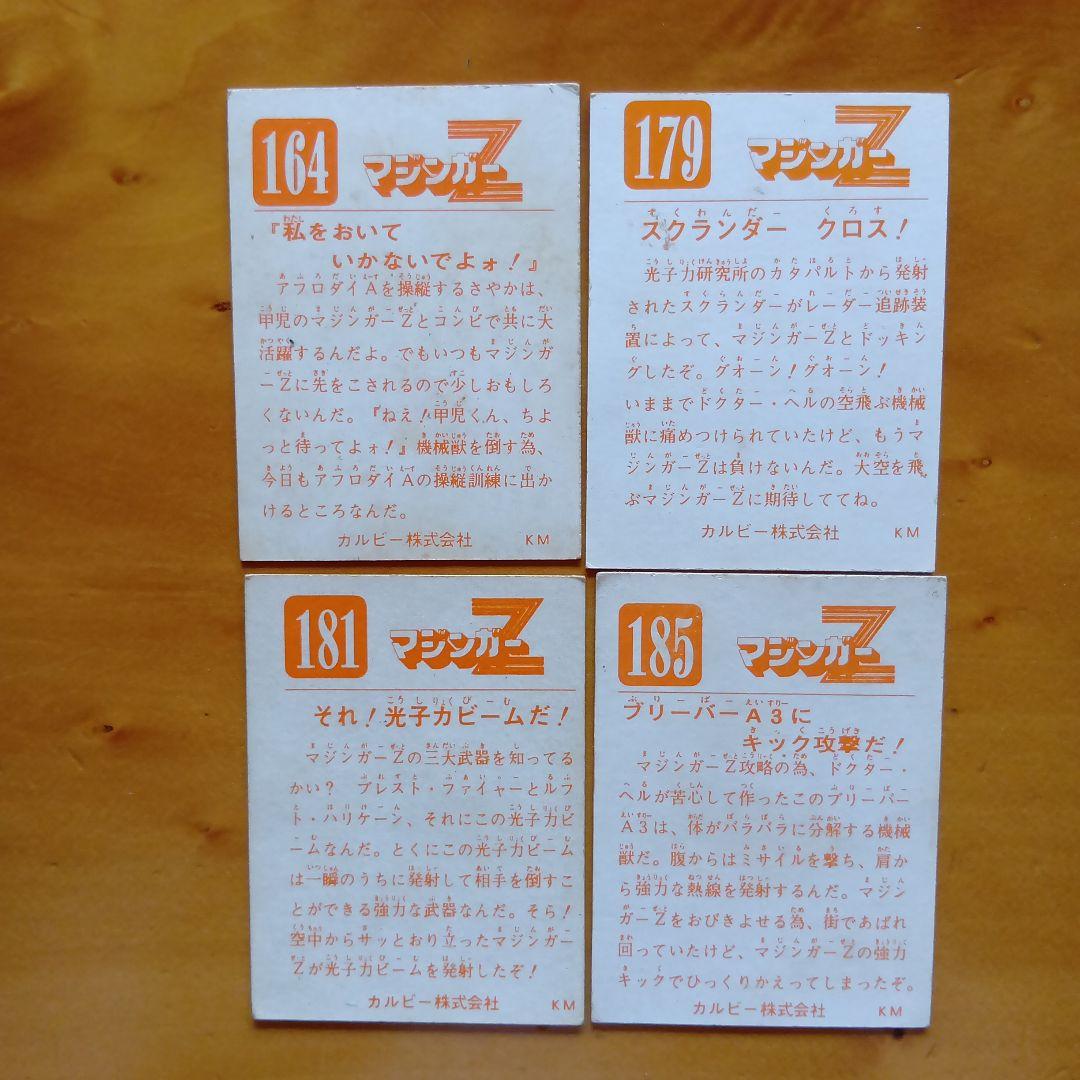 164
マジンガーZ
『私をおいて
いかないでよォ!』
アフロダイAを操縦するさやかは、
甲児のマジンガーZと、コンビで共に大
活躍するんだよ。でもいつもマジンガ
ーZに先をこされるので少しおもしろ
くないんだ。『ねえ!甲児くん、ちょ
っと待ってよォ!』機械獣を倒す為、
今日もアフロダイAの操縦訓練に出か
けるところなんだ。
カルビー株式会社 KM
179
マジンガーZ
スクランダー クロス!
光子力研究所のカタパルトから発射
されたスクランダーがレーダー追跡装
置によって、マジンガーZとドッキン
グしたぞ。グオーン!グオーン!
いままでドクター・ヘルの空飛ぶ機械
獣に痛めつけられていたけど、もうマ
ジンガーZは負けないんだ。大空を飛
ぶマジンガーZに期待しててね。
カルビー株式会社 KM
181
マジンガーZ
それ!光子力ビームだ!
マジンガーZの三大武器を知ってる
かい? ブレスト・ファイヤーとルフ
ト・ハリケーン、それにこの光子力ビ
ームなんだ。とくにこの光子力ビーム
は一瞬のうちに発射して相手を倒すこ
とができる強力な武器なんだ。そら!
空中からサッとおり立ったマジンガー
Zが光子力ビームを発射したぞ!
カルビー株式会社 KM
185
マジンガーZ
ブリーバーA3に
キック攻撃だ!
マジンガーZ攻略の為、ドクター・
ヘルが苦心して作ったこのブリーバー
A3は、体がバラバラに分解する機械
獣だ。腹からはミサイルを撃ち、肩か
ら強力な熱線を発射するんだ。マジン
ガーZをおびきよせる為、街であばれ
回っていたけど、マジンガーZの強力
キックでひっくりかえってしまったぞ。
カルビー株式会社 KM